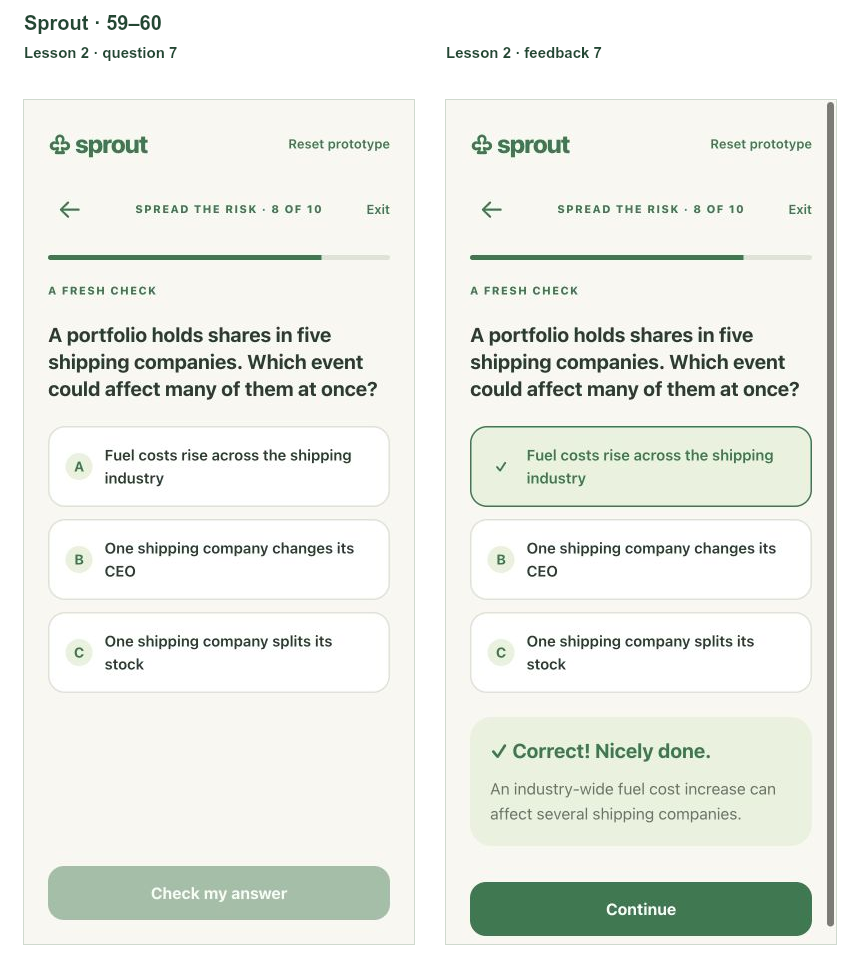 Sprout · 59–60
Lesson 2 · question 7
sprout
Reset prototype
SPREAD THE RISK · 8 OF 10
Exit
A FRESH CHECK
A portfolio holds shares in five
shipping companies. Which event
could affect many of them at once?
A
Fuel costs rise across the shipping
industry
B
One shipping company changes its
CEO
C
One shipping company splits its
stock
Check my answer
Lesson 2 · feedback 7
sprout
Reset prototype
SPREAD THE RISK · 8 OF 10
Exit
A FRESH CHECK
A portfolio holds shares in five
shipping companies. Which event
could affect many of them at once?
Fuel costs rise across the shipping
industry
B
One shipping company changes its
CEO
C
One shipping company splits its
stock
✓ Correct! Nicely done.
An industry-wide fuel cost increase can
affect several shipping companies.
Continue